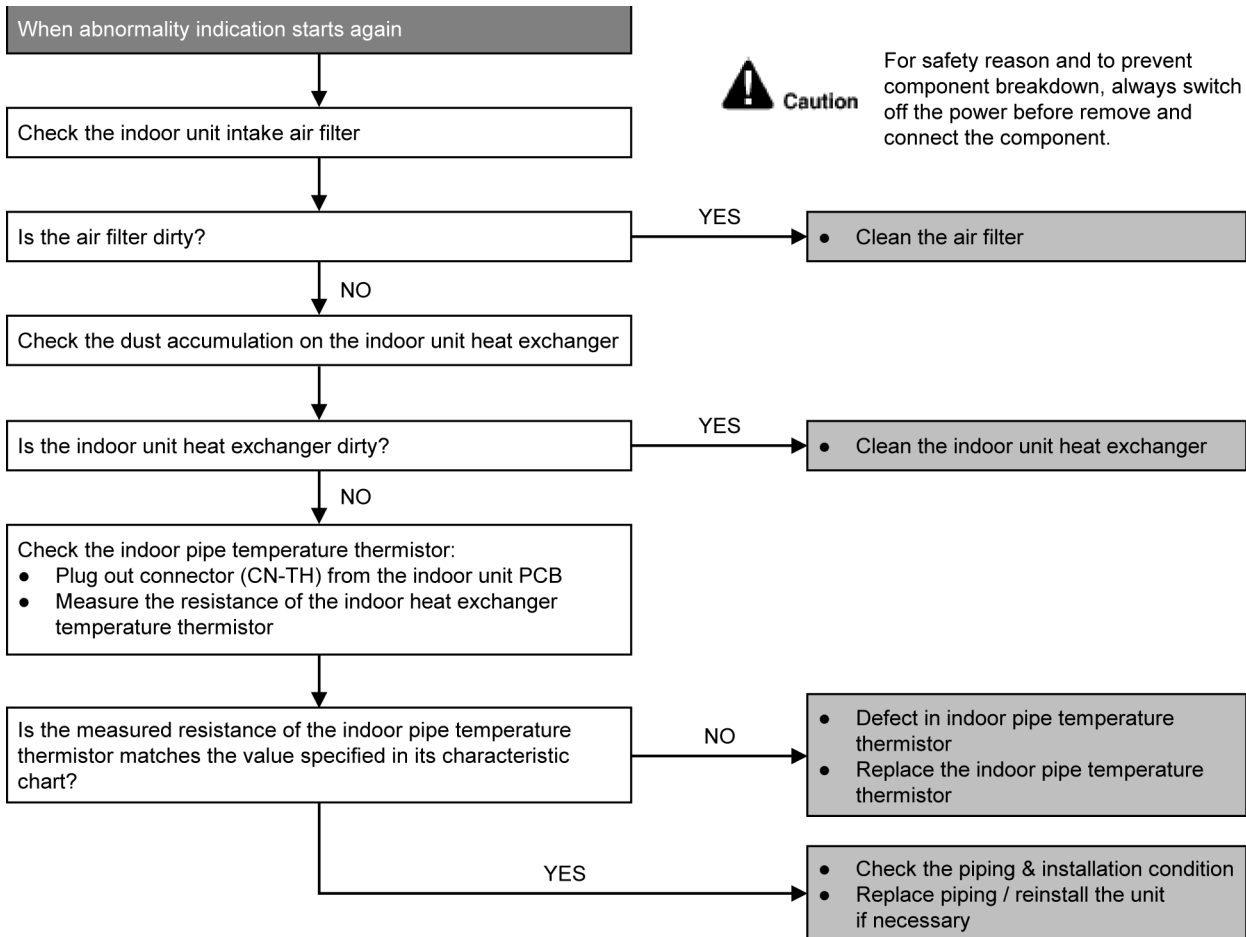 When abnormality indication starts again
Caution
For safety reason and to prevent
component breakdown, always switch
off the power before remove and
connect the component.
Check the indoor unit intake air filter
Is the air filter dirty?
YES
● Clean the air filter
NO
Check the dust accumulation on the indoor unit heat exchanger
Is the indoor unit heat exchanger dirty?
YES
● Clean the indoor unit heat exchanger
NO
Check the indoor pipe temperature thermistor:
● Plug out connector (CN-TH) from the indoor unit PCB
● Measure the resistance of the indoor heat exchanger
temperature thermistor
Is the measured resistance of the indoor pipe temperature
thermistor matches the value specified in its characteristic
chart?
NO
● Defect in indoor pipe temperature
thermistor
● Replace the indoor pipe temperature
thermistor
YES
● Check the piping & installation condition
● Replace piping / reinstall the unit
if necessary